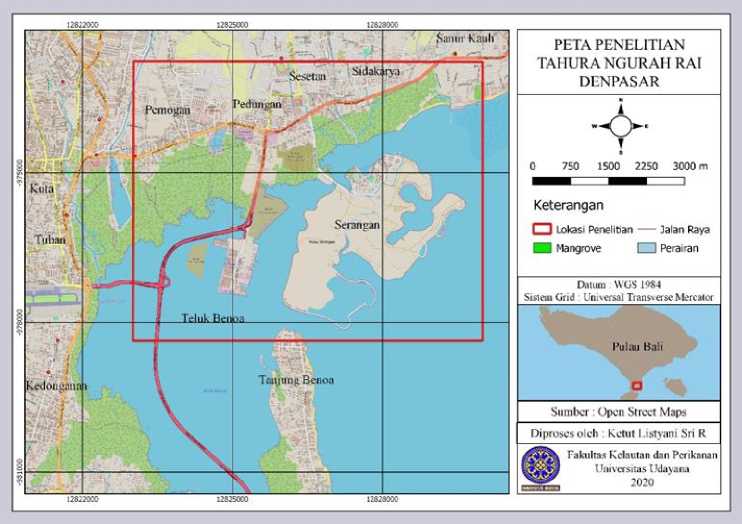 12822000 12825000 12828000
Sanur Kauh
Sesetan Sidakarya
Pemogan Pedungan
-975000
Kuta
Serangan
Tuban
-978000
Teluk Benoa
Tanjung Benoa
Kedonganan
-981000
12822000 12825000 12828000
PETA PENELITIAN
TAHURA NGURAH RAI
DENPASAR
N
W E
S
0 750 1500 2250 3000 m
Keterangan
Lokasi Penelitian Jalan Raya
Mangrove Perairan
Datum : WGS 1984
Sistem Grid : Universal Transverse Mercator
Pulau Bali
Sumber : Open Street Maps
Diproses oleh : Ketut Listyani Sri R
Fakultas Kelautan dan Perikanan
Universitas Udayana
2020